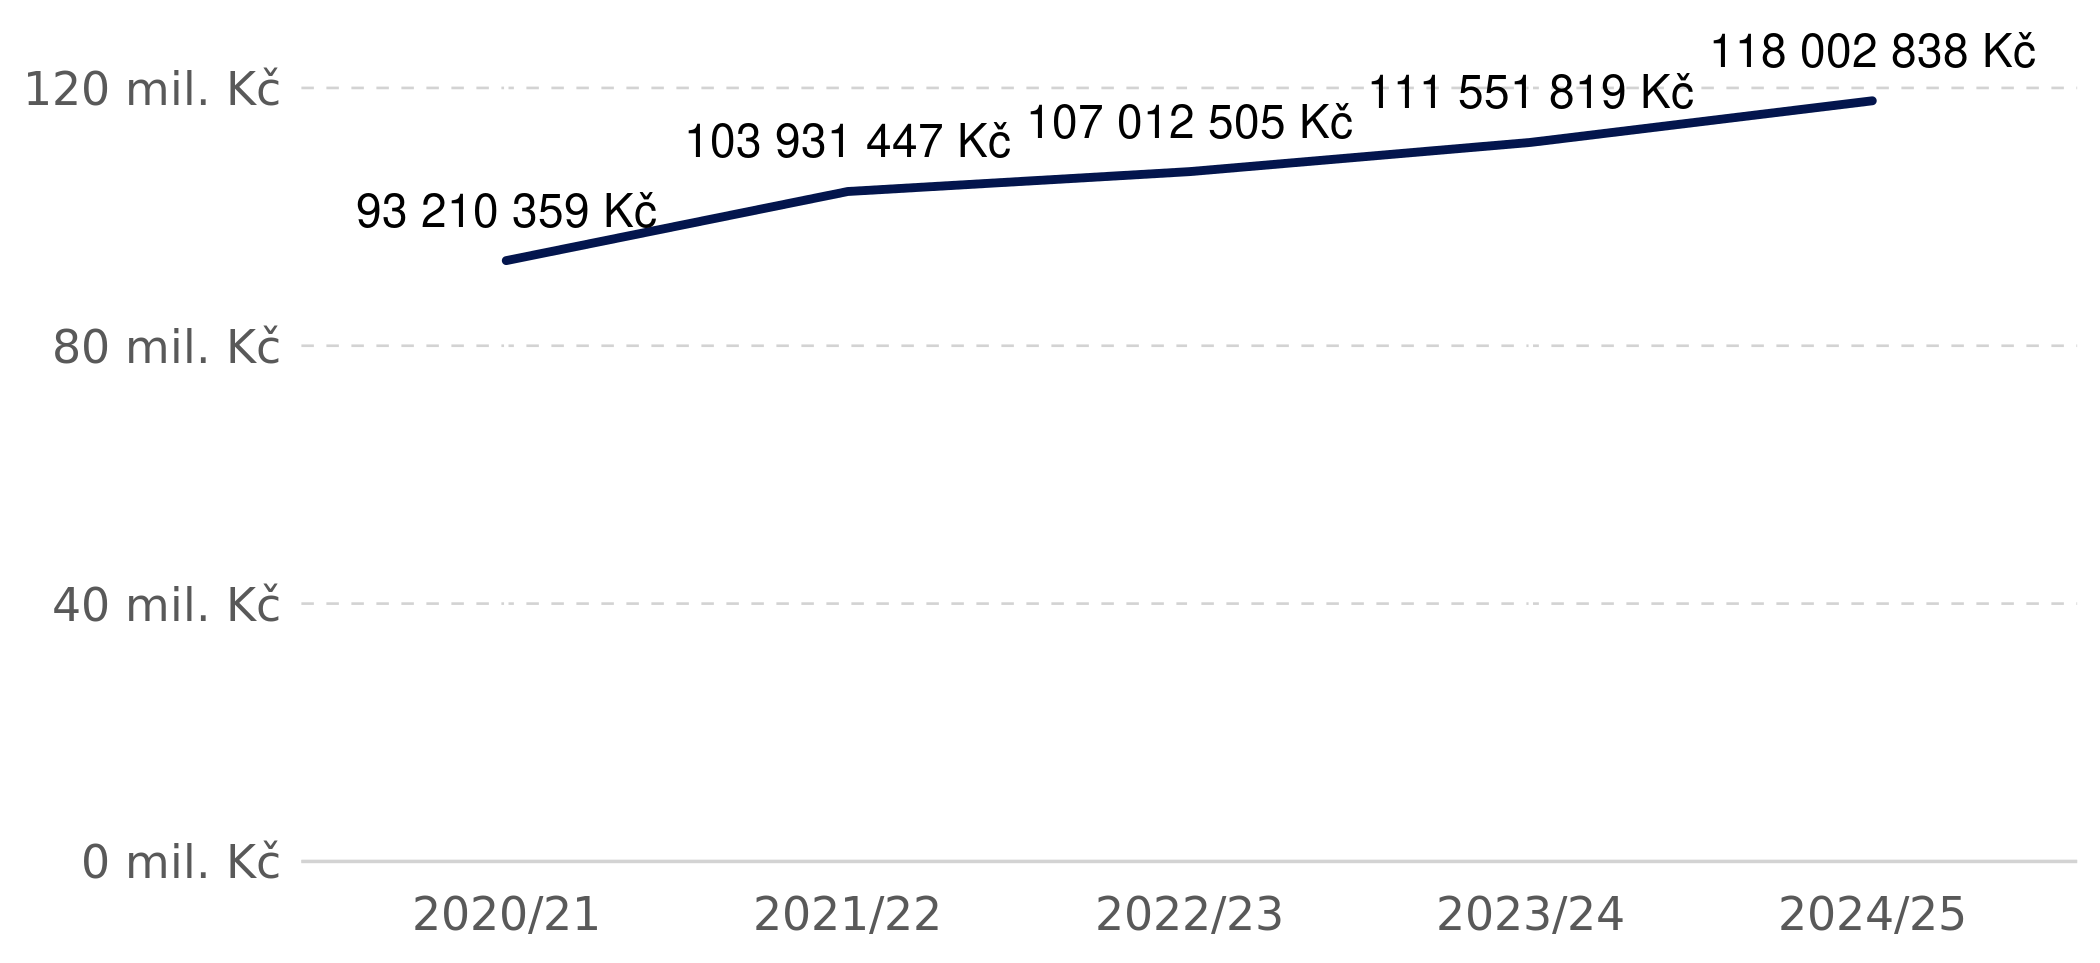 118 002 838 Kč
120 mil. Kč
111 551 819 Kč
107 012 505 Kč
103 931 447 Kč
93 210 359 Kč
80 mil. Kč
40 mil. Kč
0 mil. Kč
2020/21
2021/22
2022/23
2023/24
2024/25